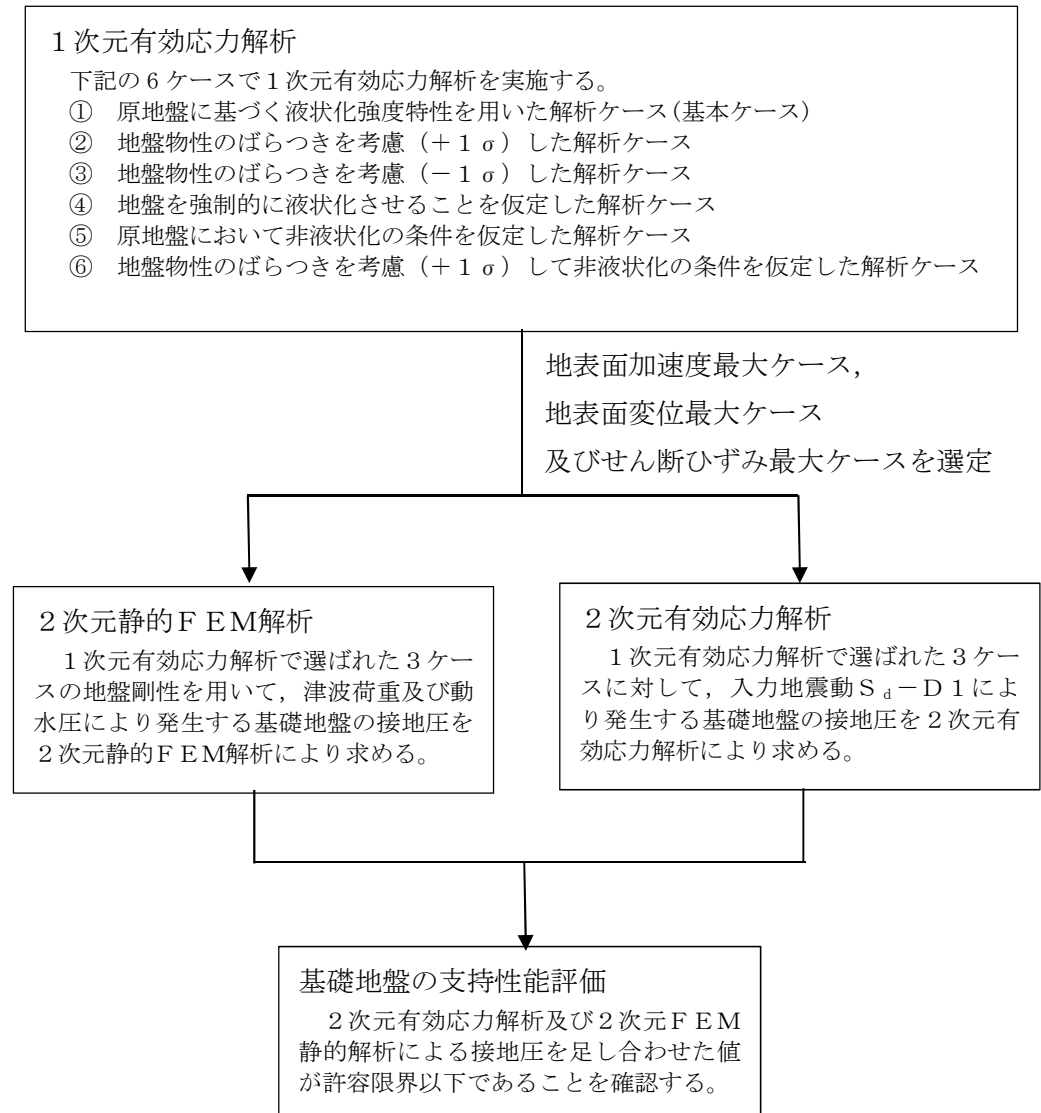 １次元有効応力解析
下記の６ケースで１次元有効応力解析を実施する。
① 原地盤に基づく液状化強度特性を用いた解析ケース(基本ケース)
② 地盤物性のばらつきを考慮（＋１σ）した解析ケース
③ 地盤物性のばらつきを考慮（－１σ）した解析ケース
④ 地盤を強制的に液状化させることを仮定した解析ケース
⑤ 原地盤において非液状化の条件を仮定した解析ケース
⑥ 地盤物性のばらつきを考慮（＋１σ）して非液状化の条件を仮定した解析ケース
地表面加速度最大ケース，
地表面変位最大ケース
及びせん断ひずみ最大ケースを選定
２次元静的ＦＥＭ解析
１次元有効応力解析で選ばれた３ケー
スの地盤剛性を用いて，津波荷重及び動
水圧により発生する基礎地盤の接地圧を
２次元静的ＦＥＭ解析により求める。
２次元有効応力解析
１次元有効応力解析で選ばれた３ケー
スに対して，入力地震動Ｓｄ－Ｄ１によ
り発生する基礎地盤の接地圧を２次元有
効応力解析により求める。
基礎地盤の支持性能評価
２次元有効応力解析及び２次元ＦＥＭ
静的解析による接地圧を足し合わせた値
が許容限界以下であることを確認する。